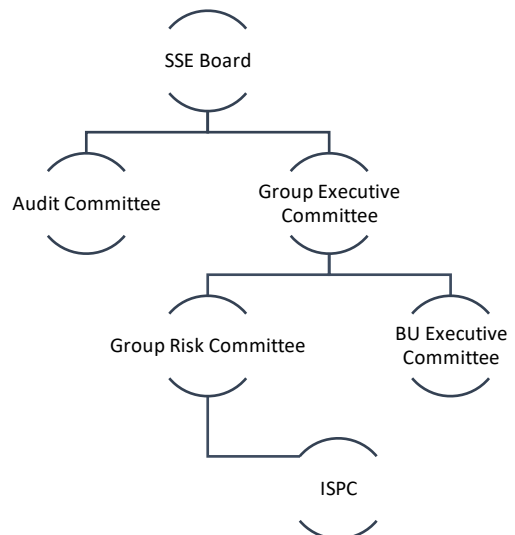 SSE Board
Audit Committee
Group Executive
Committee
Group Risk Committee
BU Executive
Committee
ISPC